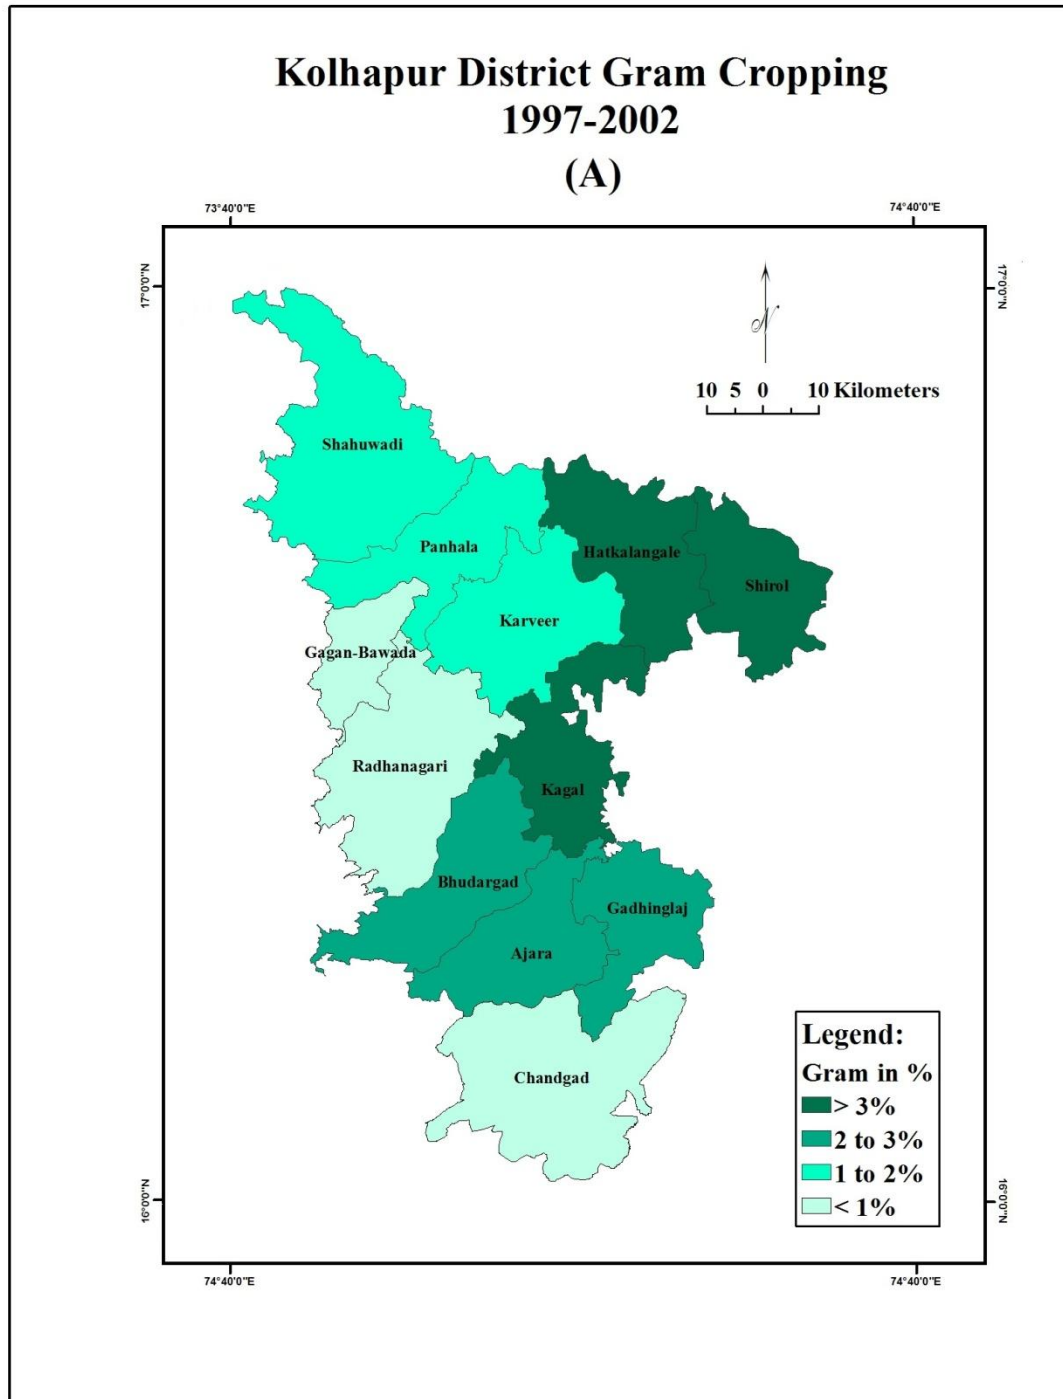 Kolhapur District Gram Cropping
1997-2002
(A)
73°40'0"E
74°40'0"E
17°0'0"N
17°0'0"N
N
10 5 0 10 Kilometers
Shahuwadi
Panhala
Hatkalangale
Shirol
Karveer
Gagan-Bawada
Radhanagari
Kagal
Bhudargad
Gadhinglaj
Ajara
Chandgad
Legend:
Gram in %
> 3%
2 to 3%
1 to 2%
< 1%
16°0'0"N
16°0'0"N
74°40'0"E
74°40'0"E